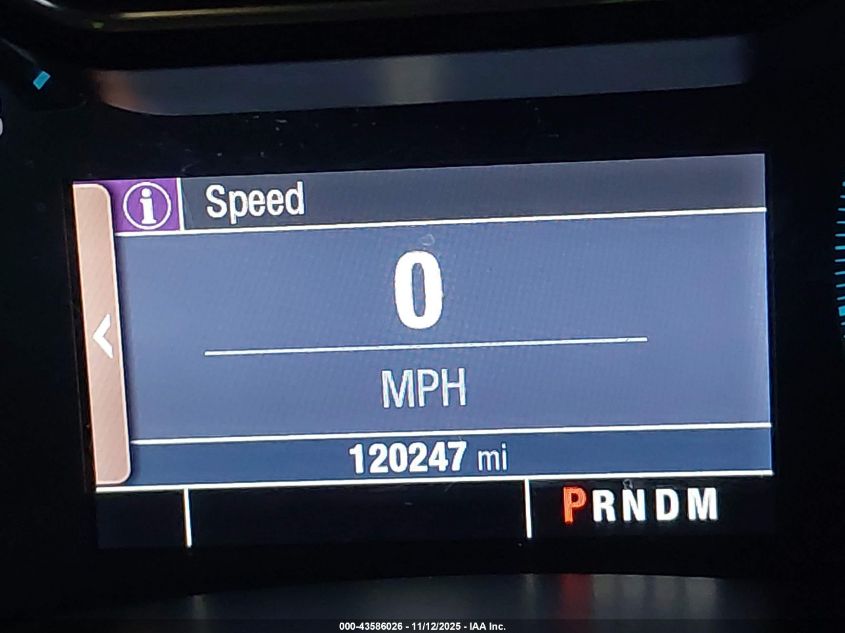 Speed
0
MPH
120247 mi
PRNDM
000-43586026 - 11/12/2025 - IAA Inc.